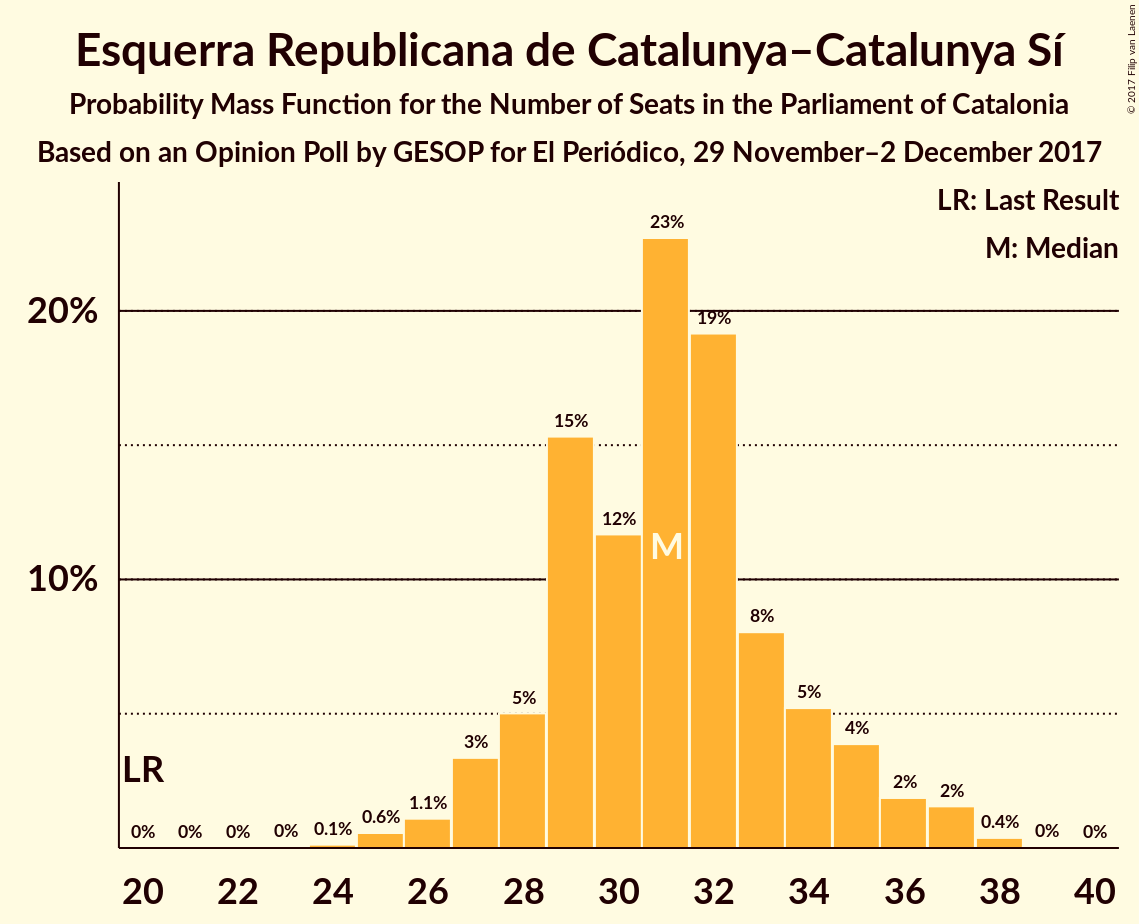 Esquerra Republicana de Catalunya–Catalunya Sí
Probability Mass Function for the Number of Seats in the Parliament of Catalonia
Based on an Opinion Poll by GESOP for El Periódico, 29 November–2 December 2017
© 2017 Filip van Laenen
LR: Last Result
M: Median
20%
10%
23%
19%
15%
12%
M
8%
5%
5%
4%
3%
2%
2%
1.1%
0.6%
0.4%
0.1%
LR
0%
0%
0%
0%
0%
0%
20 22 24 26 28 30 32 34 36 38 40